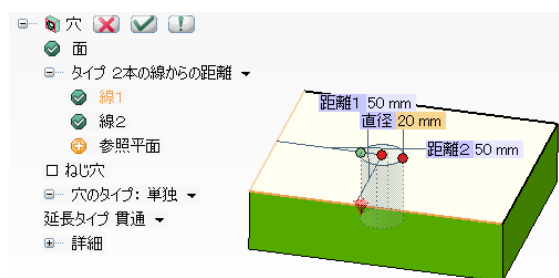 穴
面
タイプ 2本の線からの距離
線1
線2
参照平面
ねじ穴
穴のタイプ: 単独
延長タイプ 貫通
詳細
距離1 50 mm
直径 20 mm
距離2 50 mm